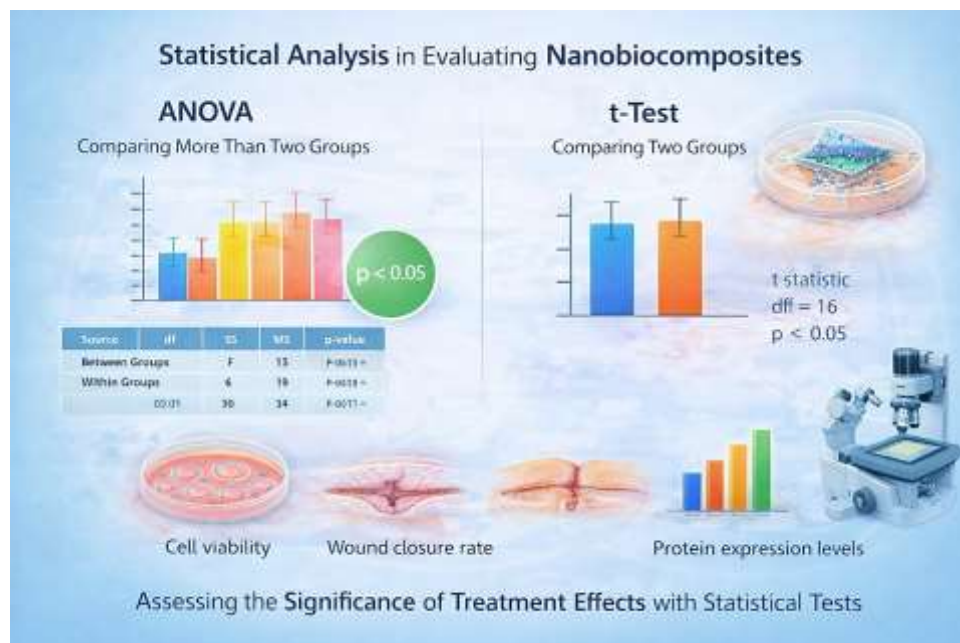 Statistical Analysis in Evaluating Nanobiocomposites
ANOVA
Comparing More Than Two Groups
p < 0.05
Source df SS MS p-value
Between Groups F 15
Within Groups 6 19
30 34
t-Test
Comparing Two Groups
t statistic
dff = 16
p < 0.05
Cell viability
Wound closure rate
Protein expression levels
Assessing the Significance of Treatment Effects with Statistical Tests